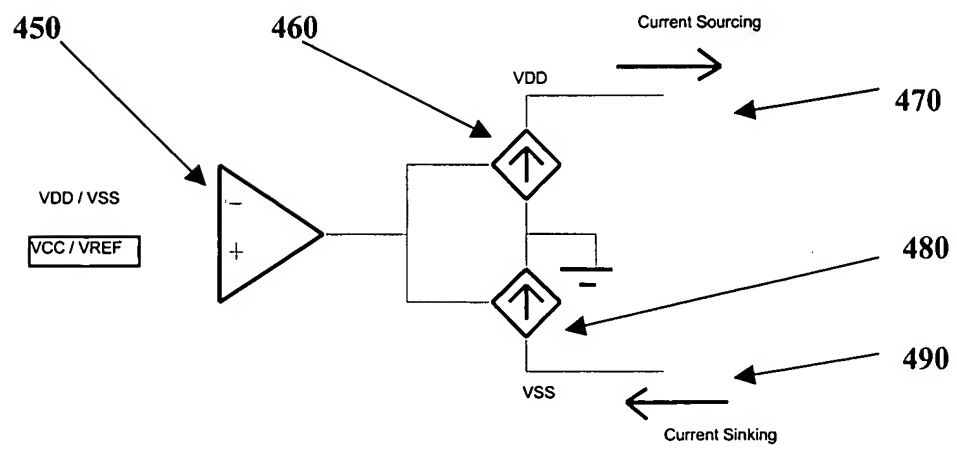 450
460
Current Sourcing
VDD
470
VDD / VSS
−
VCC / VREF
+
480
490
VSS
Current Sinking